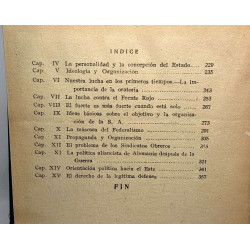 INDICE
Cap. IV La personalidad y la concepción del Estado. 229
Cap. V Ideología y Organización 235
Cap. VI Nuestra lucha en los primeros tiempos.—La importancia de la oratoria 243
Cap. VII La lucha contra el Frente Rojo 253
Cap. VIII El fuerte es más fuerte cuando está solo 267
Cap. IX Ideas básicas sobre el objetivo y la organización de la S. A. 273
Cap. X La máscara del Federalismo 291
Cap. XI Propaganda y Organización 303
Cap. XII El problema de los Sindicatos Obreros 313
Cap. XI La política aliancista de Alemania después de la Guerra 321
Cap. XIV Orientación política hacia el Este 341
Cap. XV El derecho de la legítima defensa 357
FIN